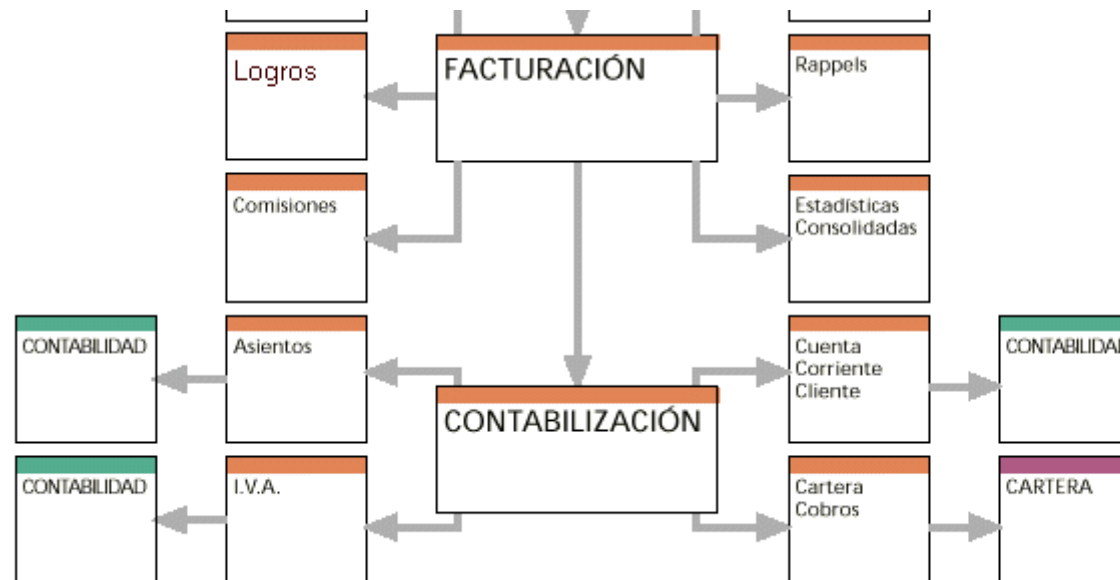 Logros
FACTURACIÓN
Rappels
Comisiones
Estadísticas
Consolidadas
CONTABILIDAD
Asientos
CONTABILIZACIÓN
Cuenta
Corriente
Cliente
CONTABILIDAD
CONTABILIDAD
I.V.A.
Cartera
Cobros
CARTERA